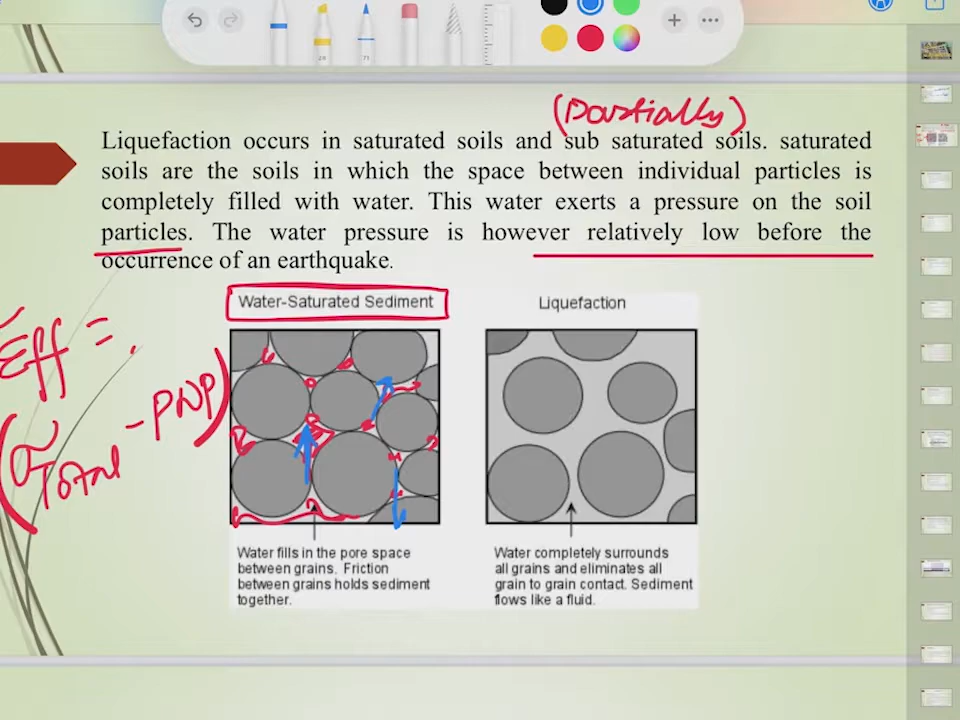 (Partially)
Liquefaction occurs in saturated soils and sub saturated soils. saturated
soils are the soils in which the space between individual particles is
completely filled with water. This water exerts a pressure on the soil
particles. The water pressure is however relatively low before the
occurrence of an earthquake.
Water-Saturated Sediment
Liquefaction
Eff =
(σTotal - PWP)
Water fills in the pore space
between grains. Friction
between grains holds sediment
together.
Water completely surrounds
all grains and eliminates all
grain to grain contact. Sediment
flows like a fluid.